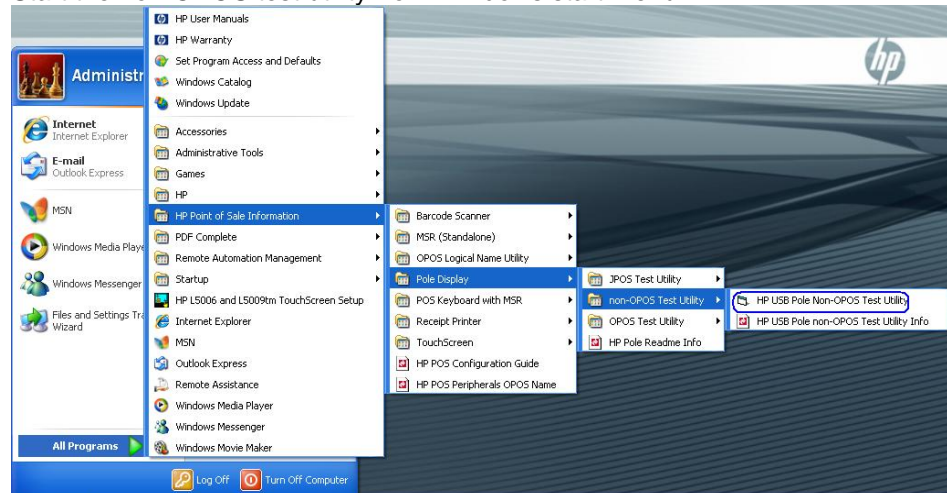 Administr
Internet
Internet Explorer
E-mail
Outlook Express
MSN
Windows Media Playe
Windows Messenger
Files and Settings Tra
Wizard
All Programs
HP User Manuals
HP Warranty
Set Program Access and Defaults
Windows Catalog
Windows Update
Accessories
Administrative Tools
Games
HP
HP Point of Sale Information
PDF Complete
Remote Automation Management
Startup
HP L5006 and L5009tm TouchScreen Setup
Internet Explorer
MSN
Outlook Express
Remote Assistance
Windows Media Player
Windows Messenger
Windows Movie Maker
Barcode Scanner
MSR (Standalone)
OPOS Logical Name Utility
Pole Display
POS Keyboard with MSR
Receipt Printer
TouchScreen
HP POS Configuration Guide
HP POS Peripherals OPOS Name
JPOS Test Utility
non-OPOS Test Utility
OPOS Test Utility
HP Pole Readme Info
HP USB Pole Non-OPOS Test Utility
HP USB Pole non-OPOS Test Utility Info
hp
Log Off
Turn Off Computer